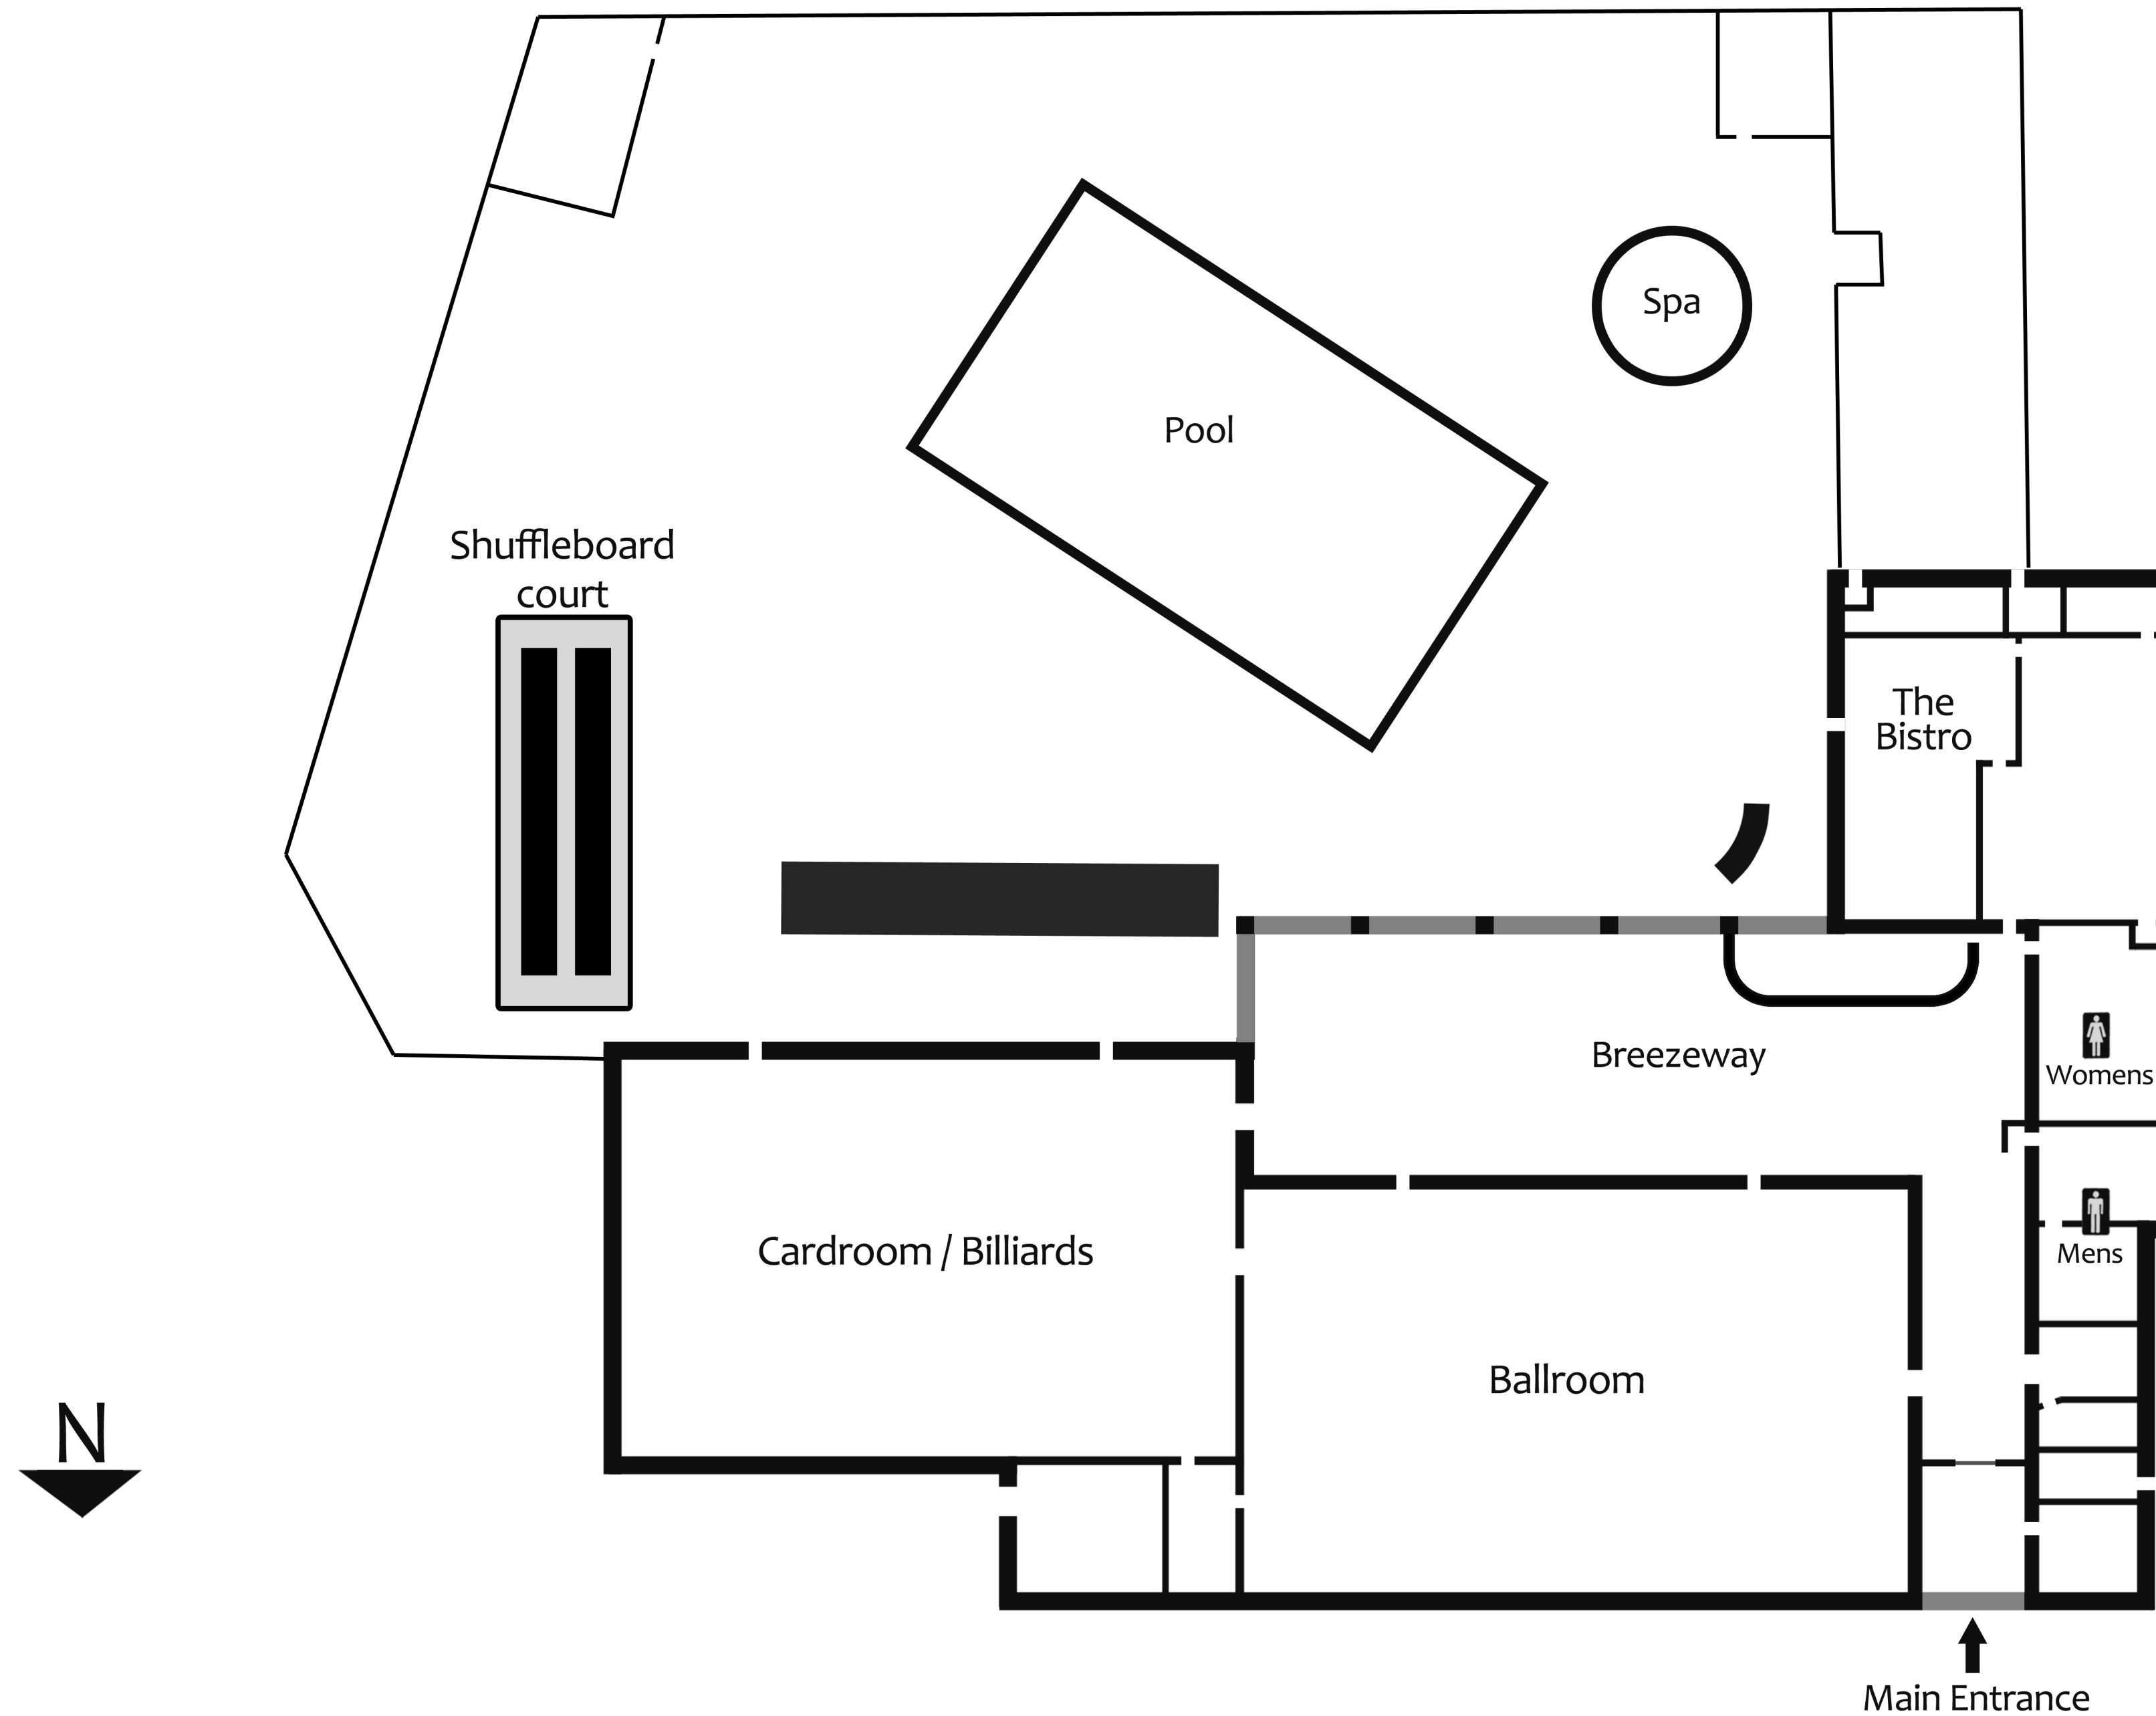 Spa
Pool
Shuffleboard
court
The
Bistro
Breezeway
Womens
Cardroom / Billiards
Mens
Ballroom
N
Main Entrance